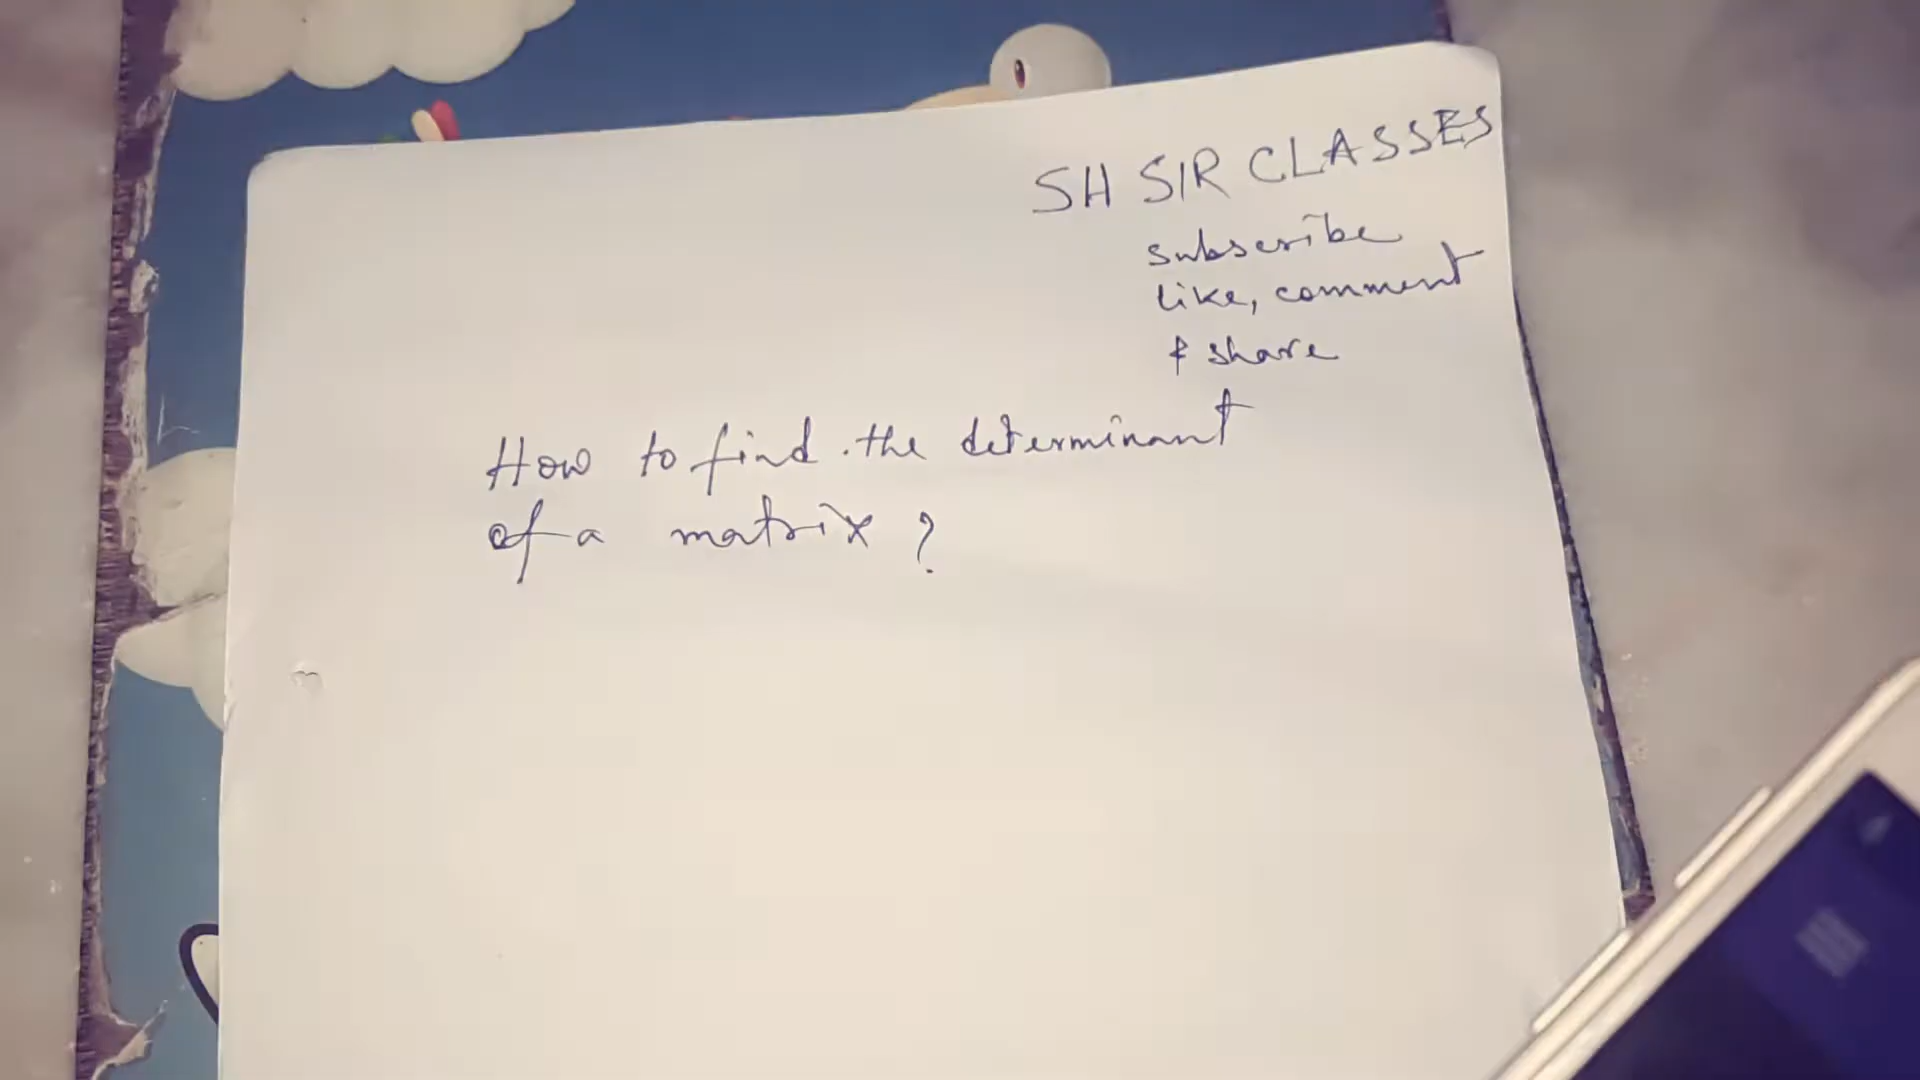 SH SIR CLASSES
subscribe
like, comment
& share
How to find the determinant
of a matrix ?